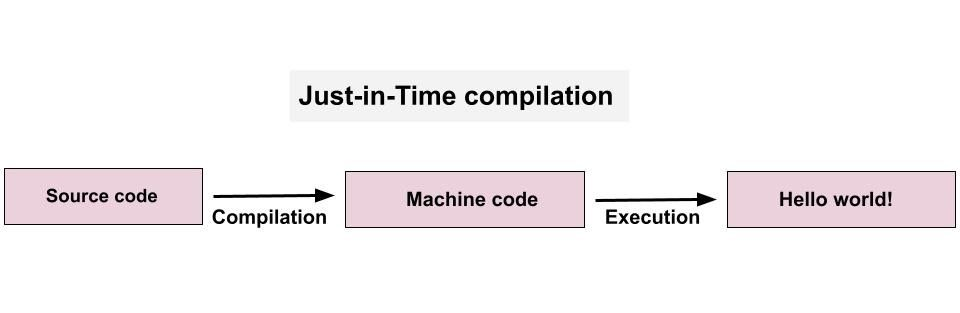 Just-in-Time compilation
Source code
Compilation
Machine code
Execution
Hello world!